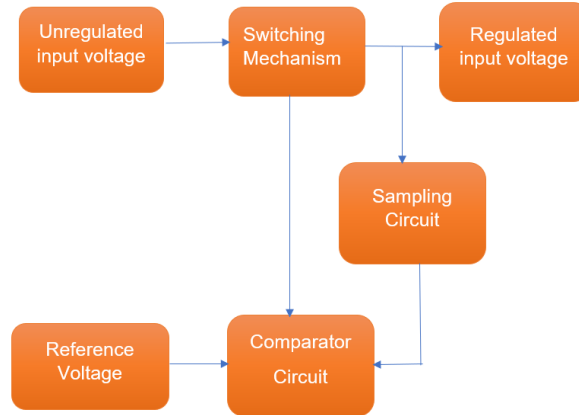 Unregulated
input voltage
Switching
Mechanism
Regulated
input voltage
Sampling
Circuit
Reference
Voltage
Comparator
Circuit